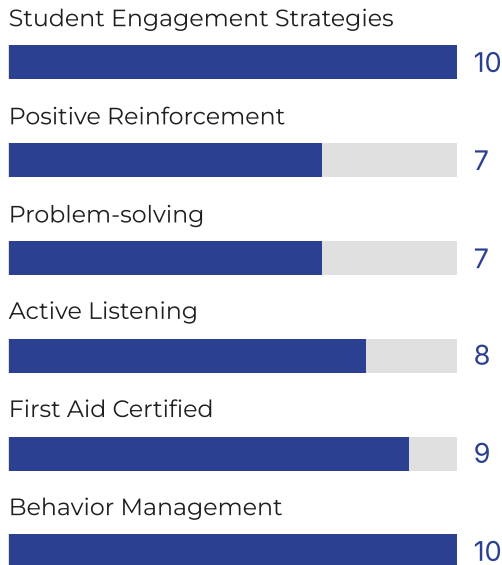 Student Engagement Strategies
10
Positive Reinforcement
7
Problem-solving
7
Active Listening
8
First Aid Certified
9
Behavior Management
10